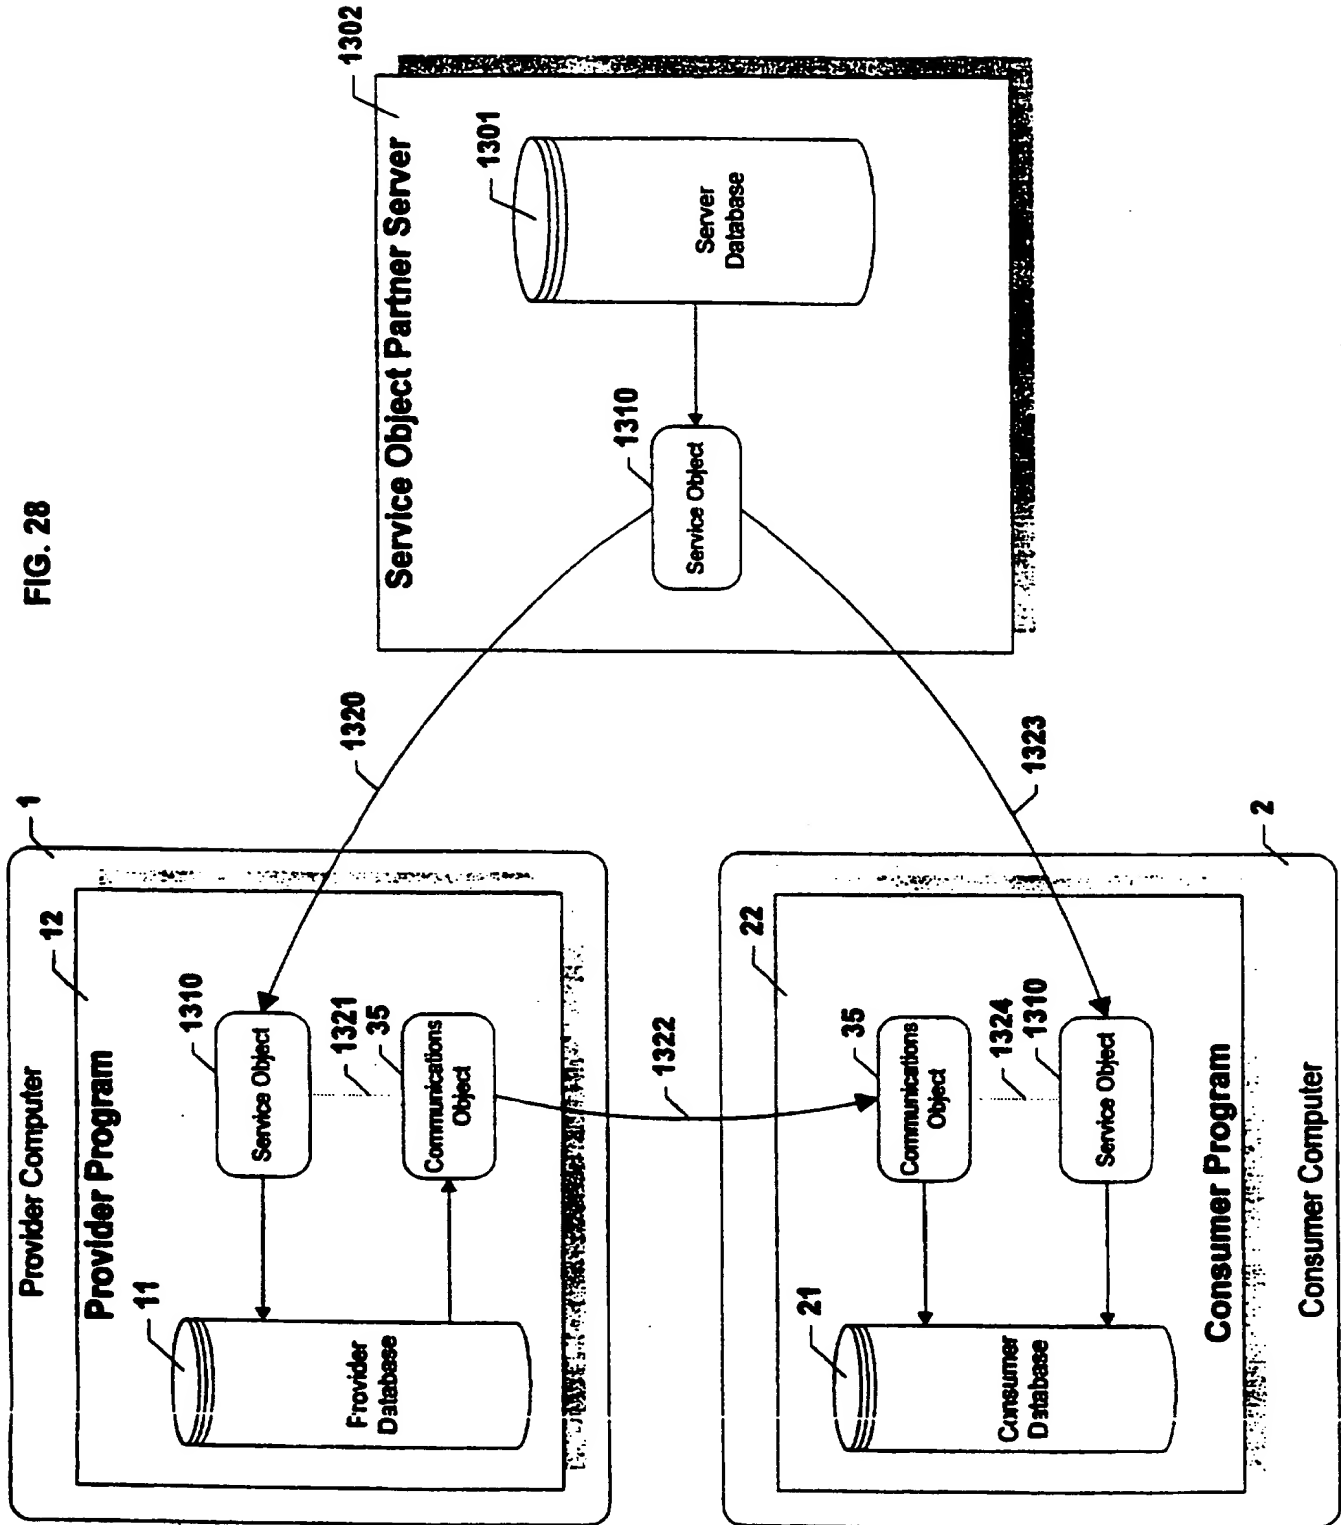 FIG. 28
Provider Computer
1
Provider Program
12
11
Provider
Database
Service Object
1310
1321
Communications
Object
35
1320
1322
Service Object Partner Server
1302
Server
Database
1301
Service Object
1310
1323
Consumer Computer
2
Consumer Program
22
21
Consumer
Database
Communications
Object
35
1324
Service Object
1310